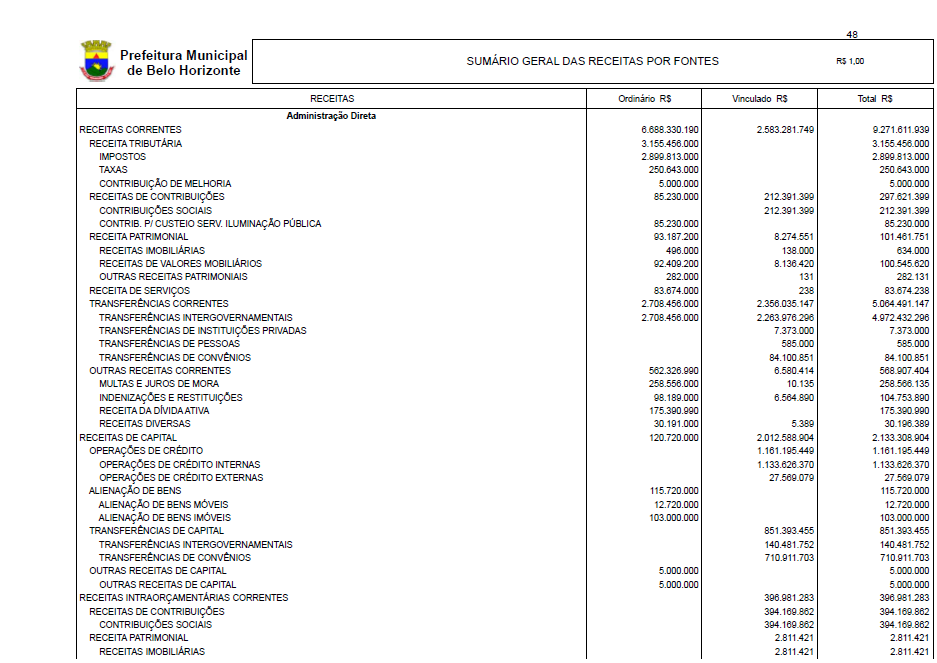 48
Prefeitura Municipal
de Belo Horizonte
SUMÁRIO GERAL DAS RECEITAS POR FONTES
R$ 1,00
RECEITAS Ordinário R$ Vinculado R$ Total R$
Administração Direta
RECEITAS CORRENTES 6.688.330.190 2.583.281.749 9.271.611.939
RECEITA TRIBUTÁRIA 3.155.456.000 3.155.456.000
IMPOSTOS 2.899.813.000 2.899.813.000
TAXAS 250.643.000 250.643.000
CONTRIBUIÇÃO DE MELHORIA 5.000.000 5.000.000
RECEITAS DE CONTRIBUIÇÕES 85.230.000 212.391.399 297.621.399
CONTRIBUIÇÕES SOCIAIS 212.391.399 212.391.399
CONTRIB. P/ CUSTEIO SERV. ILUMINAÇÃO PÚBLICA 85.230.000 85.230.000
RECEITA PATRIMONIAL 93.187.200 8.274.551 101.461.751
RECEITAS IMOBILIÁRIAS 496.000 138.000 634.000
RECEITAS DE VALORES MOBILIÁRIOS 92.409.200 8.136.420 100.545.620
OUTRAS RECEITAS PATRIMONIAIS 282.000 131 282.131
RECEITA DE SERVIÇOS 83.674.000 238 83.674.238
TRANSFERÊNCIAS CORRENTES 2.708.456.000 2.356.035.147 5.064.491.147
TRANSFERÊNCIAS INTERGOVERNAMENTAIS 2.708.456.000 2.263.976.296 4.972.432.296
TRANSFERÊNCIAS DE INSTITUIÇÕES PRIVADAS 7.373.000 7.373.000
TRANSFERÊNCIAS DE PESSOAS 585.000 585.000
TRANSFERÊNCIAS DE CONVÊNIOS 84.100.851 84.100.851
OUTRAS RECEITAS CORRENTES 562.326.990 6.580.414 568.907.404
MULTAS E JUROS DE MORA 258.556.000 10.135 258.566.135
INDENIZAÇÕES E RESTITUIÇÕES 98.189.000 6.564.890 104.753.890
RECEITA DA DÍVIDA ATIVA 175.390.990 175.390.990
RECEITAS DIVERSAS 30.191.000 5.389 30.196.389
RECEITAS DE CAPITAL 120.720.000 2.012.588.904 2.133.308.904
OPERAÇÕES DE CRÉDITO 1.161.195.449 1.161.195.449
OPERAÇÕES DE CRÉDITO INTERNAS 1.133.626.370 1.133.626.370
OPERAÇÕES DE CRÉDITO EXTERNAS 27.569.079 27.569.079
ALIENAÇÃO DE BENS 115.720.000 115.720.000
ALIENAÇÃO DE BENS MÓVEIS 12.720.000 12.720.000
ALIENAÇÃO DE BENS IMÓVEIS 103.000.000 103.000.000
TRANSFERÊNCIAS DE CAPITAL 851.393.455 851.393.455
TRANSFERÊNCIAS INTERGOVERNAMENTAIS 140.481.752 140.481.752
TRANSFERÊNCIAS DE CONVÊNIOS 710.911.703 710.911.703
OUTRAS RECEITAS DE CAPITAL 5.000.000 5.000.000
OUTRAS RECEITAS DE CAPITAL 5.000.000 5.000.000
RECEITAS INTRAORÇAMENTÁRIAS CORRENTES 396.981.283 396.981.283
RECEITAS DE CONTRIBUIÇÕES 394.169.862 394.169.862
CONTRIBUIÇÕES SOCIAIS 394.169.862 394.169.862
RECEITA PATRIMONIAL 2.811.421 2.811.421
RECEITAS IMOBILIÁRIAS 2.811.421 2.811.421